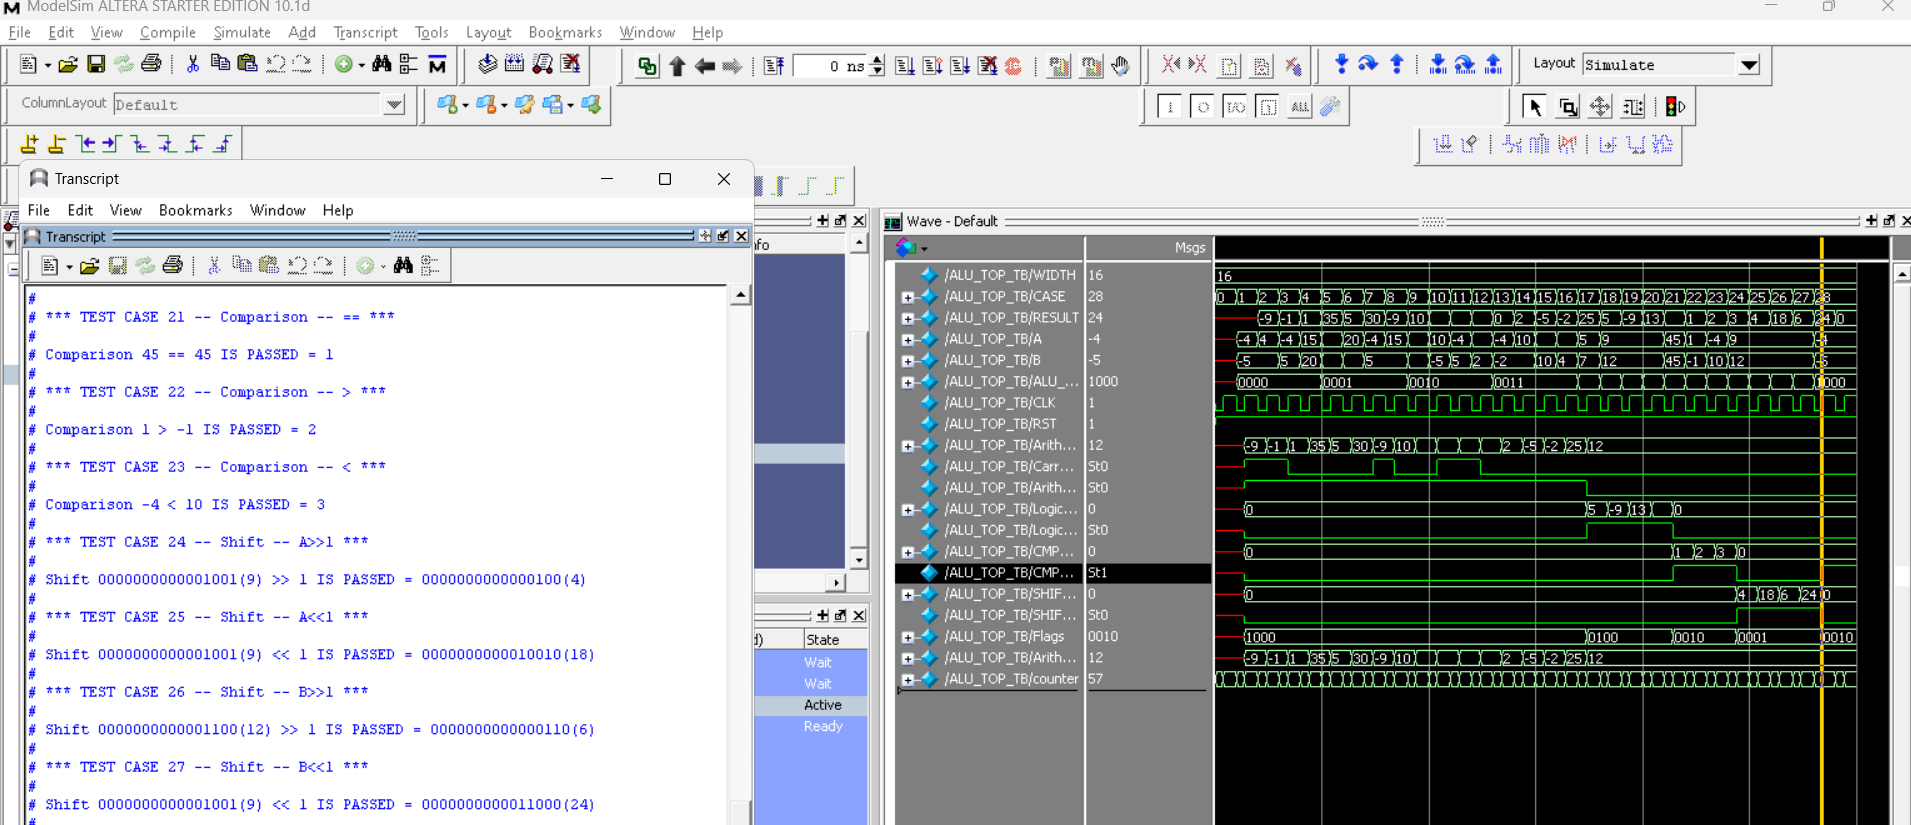 ModelSim ALTERA STARTER EDITION 10.1d
File Edit View Compile Simulate Add Transcript Tools Layout Bookmarks Window Help
0 ns
Layout Simulate
ColumnLayout Default
ALL
Transcript
File Edit View Bookmarks Window Help
Transcript
#
# *** TEST CASE 21 -- Comparison -- == ***
#
# Comparison 45 == 45 IS PASSED = 1
#
# *** TEST CASE 22 -- Comparison -- > ***
#
# Comparison 1 > -1 IS PASSED = 2
#
# *** TEST CASE 23 -- Comparison -- < ***
#
# Comparison -4 < 10 IS PASSED = 3
#
# *** TEST CASE 24 -- Shift -- A>>1 ***
#
# Shift 0000000000001001(9) >> 1 IS PASSED = 0000000000000100(4)
#
# *** TEST CASE 25 -- Shift -- A<<1 ***
#
# Shift 0000000000001001(9) << 1 IS PASSED = 0000000000010010(18)
#
# *** TEST CASE 26 -- Shift -- B>>1 ***
#
# Shift 0000000000001100(12) >> 1 IS PASSED = 0000000000000110(6)
#
# *** TEST CASE 27 -- Shift -- B<<1 ***
#
# Shift 0000000000001001(9) << 1 IS PASSED = 0000000000011000(24)
#
State
Wait
Wait
Active
Ready
Wave - Default
Msgs
/ALU_TOP_TB/WIDTH 16 16
/ALU_TOP_TB/CASE 28 0 1 2 3 4 5 6 7 8 9 10 11 12 13 14 15 16 17 18 19 20 21 22 23 24 25 26 27 28
/ALU_TOP_TB/RESULT 24 -9 -1 1 35 5 30 -9 10 0 2 -5 -2 25 5 -9 13 1 2 3 4 18 6 24 0
/ALU_TOP_TB/A -4 -4 4 -4 15 20 -4 15 10 -4 -4 10 5 9 45 1 -4 9 -4
/ALU_TOP_TB/B -5 -5 5 20 5 -5 5 2 -2 10 4 7 12 45 -1 10 12 -5
/ALU_TOP_TB/ALU_... 1000 0000 0001 0010 0011 1000
/ALU_TOP_TB/CLK 1
/ALU_TOP_TB/RST 1
/ALU_TOP_TB/Arith... 12 -9 -1 1 35 5 30 -9 10 2 -5 -2 25 12
/ALU_TOP_TB/Carr... St0
/ALU_TOP_TB/Arith... St0
/ALU_TOP_TB/Logic... 0 0 5 -9 13 0
/ALU_TOP_TB/Logic... St0
/ALU_TOP_TB/CMP... 0 0 1 2 3 0
/ALU_TOP_TB/CMP... St1
/ALU_TOP_TB/SHIF... 0 0 4 18 6 24 0
/ALU_TOP_TB/SHIF... St0
/ALU_TOP_TB/Flags 0010 1000 0100 0010 0001 0010
/ALU_TOP_TB/Arith... 12 -9 -1 1 35 5 30 -9 10 2 -5 -2 25 12
/ALU_TOP_TB/counter 57